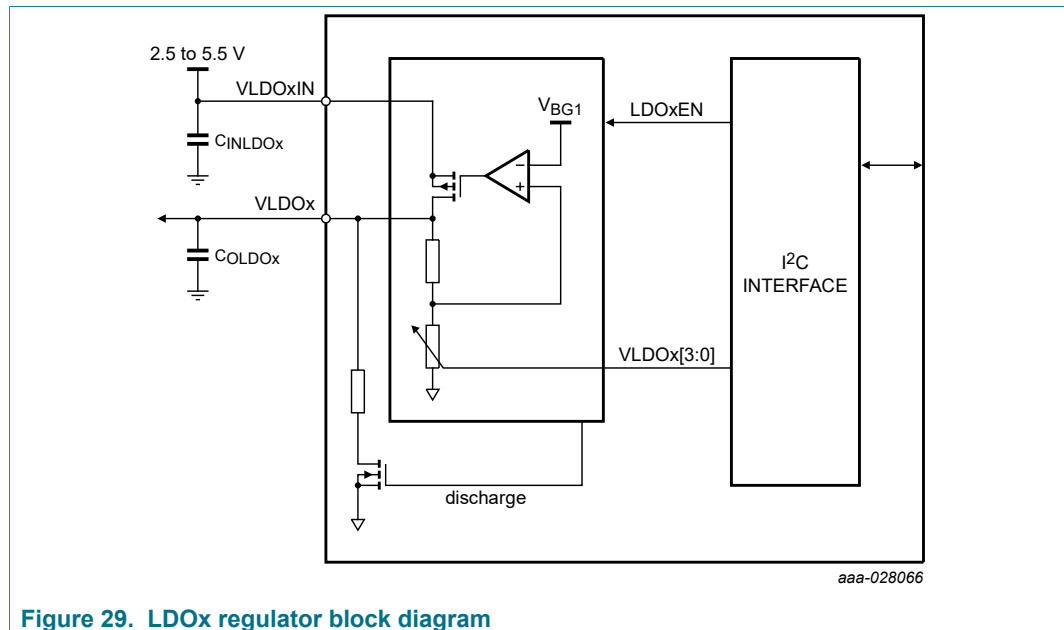 2.5 to 5.5 V
VLDOxIN
CINLDOx
VBG1
LDOxEN
VLDOx
COLDOx
I2C
INTERFACE
VLDOx[3:0]
discharge
aaa-028066
Figure 29. LDOx regulator block diagram